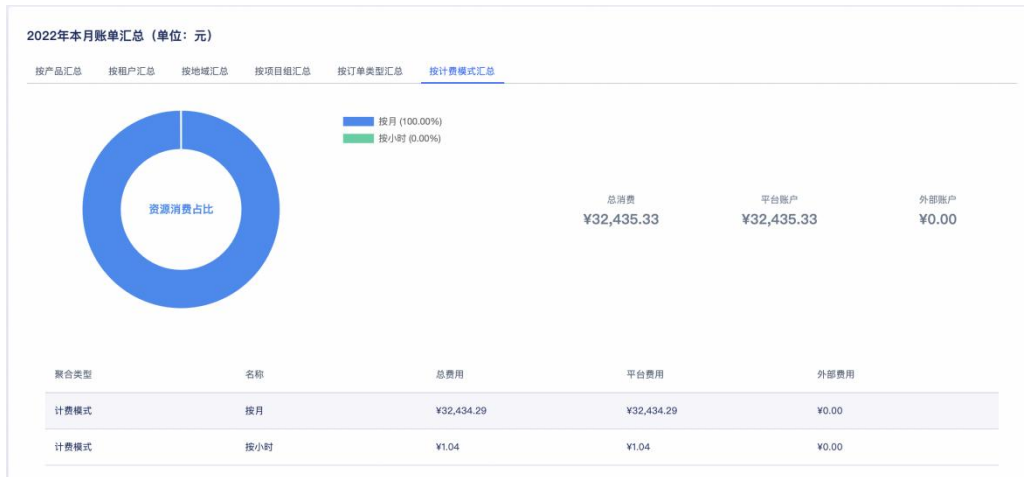 2022年本月账单汇总（单位：元）
按产品汇总 按租户汇总 按地域汇总 按项目组汇总 按订单类型汇总 按计费模式汇总
按月 (100.00%)
按小时 (0.00%)
资源消费占比
总消费 平台账户 外部账户
¥32,435.33 ¥32,435.33 ¥0.00
聚合类型 名称 总费用 平台费用 外部费用
计费模式 按月 ¥32,434.29 ¥32,434.29 ¥0.00
计费模式 按小时 ¥1.04 ¥1.04 ¥0.00